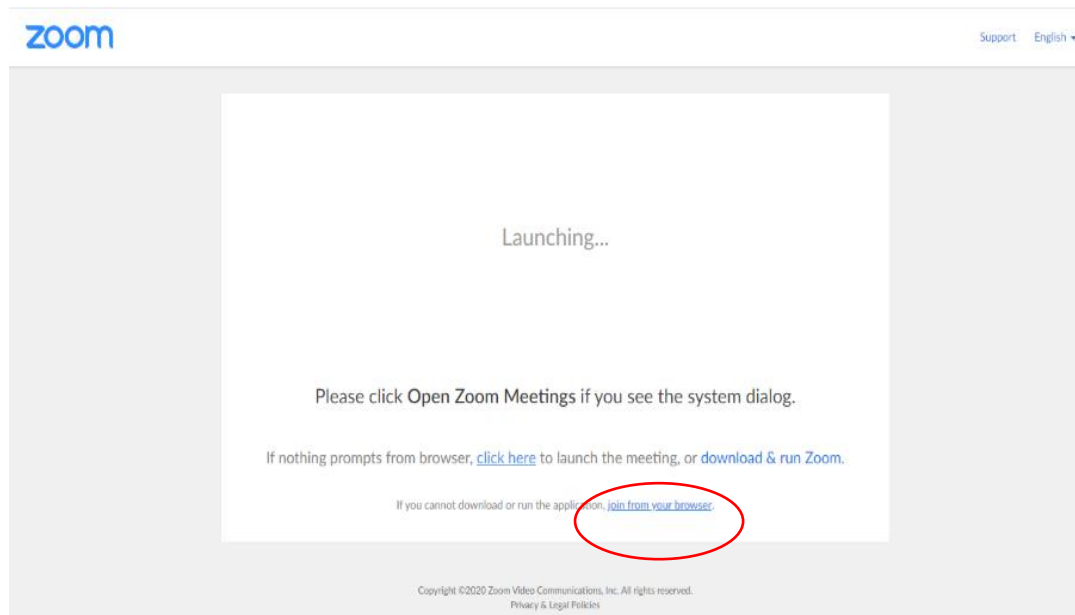 zoom
Support English
Launching...
Please click Open Zoom Meetings if you see the system dialog.
If nothing prompts from browser, click here to launch the meeting, or download & run Zoom.
If you cannot download or run the application, join from your browser.
Copyright ©2020 Zoom Video Communications, Inc. All rights reserved.
Privacy & Legal Policies